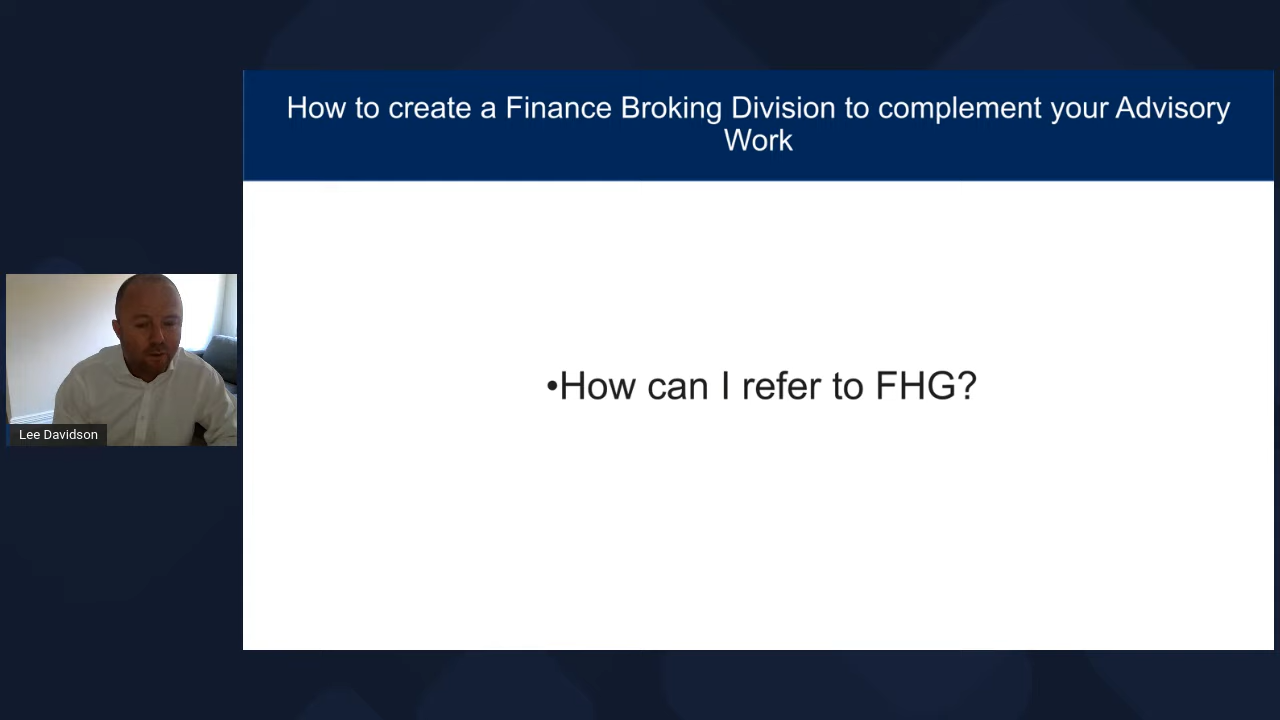 How to create a Finance Broking Division to complement your Advisory
Work
•How can I refer to FHG?
Lee Davidson